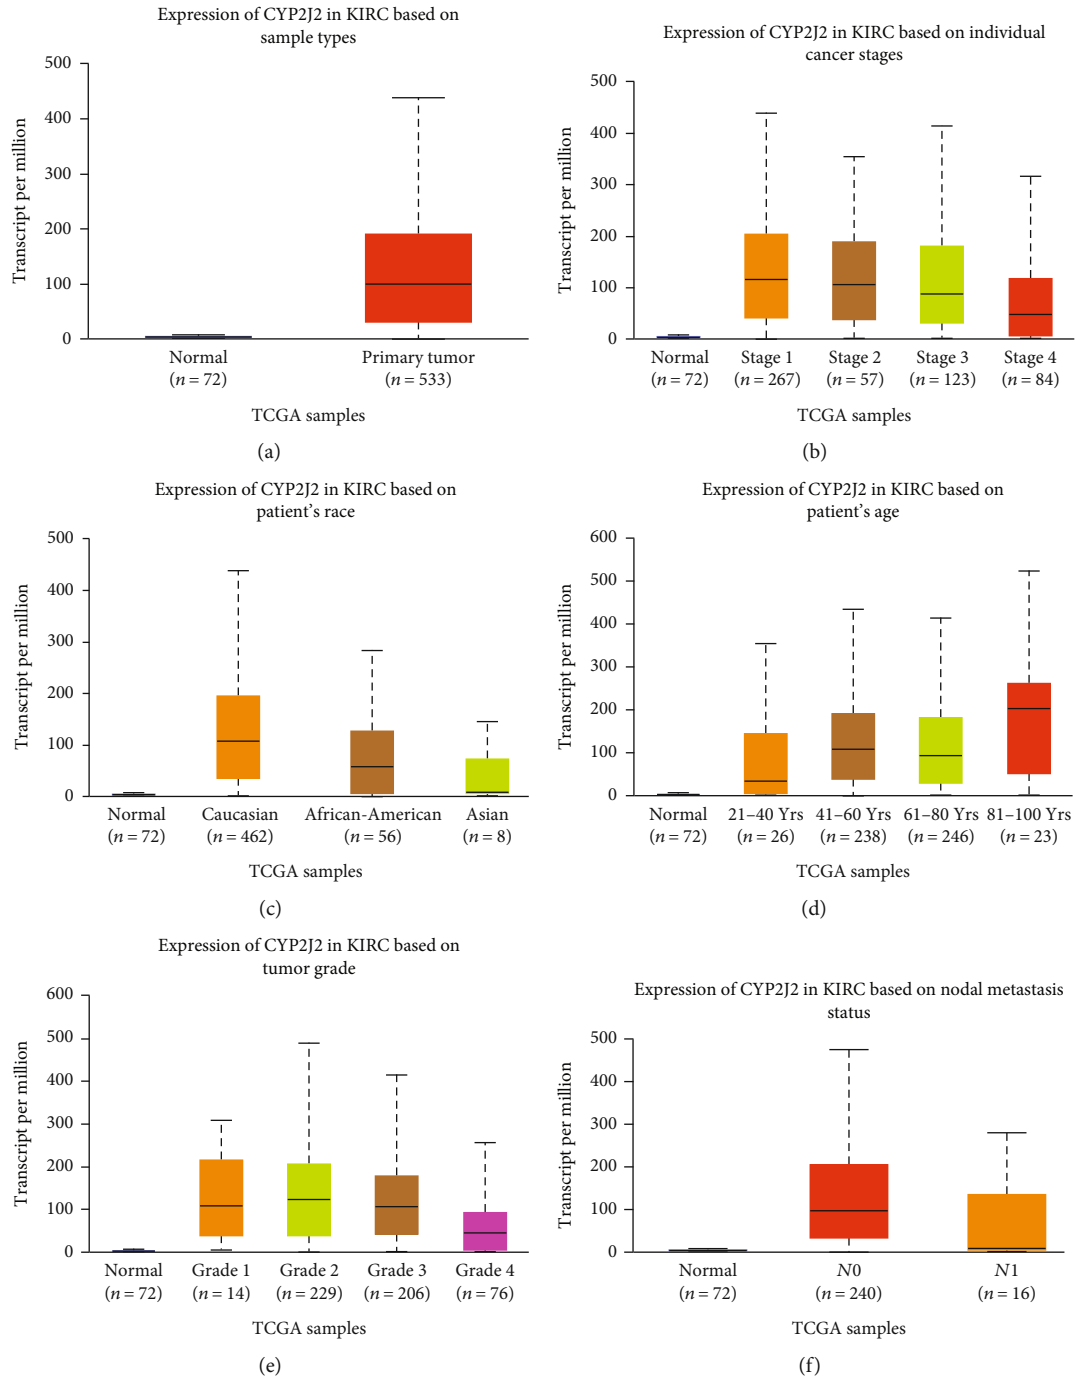 Expression of CYP2J2 in KIRC based on
sample types
500
400
300
200
100
0
Transcript per million
Normal
(n = 72)
Primary tumor
(n = 533)
TCGA samples
(a)
Expression of CYP2J2 in KIRC based on individual
cancer stages
500
400
300
200
100
0
Transcript per million
Normal
(n = 72)
Stage 1
(n = 267)
Stage 2
(n = 57)
Stage 3
(n = 123)
Stage 4
(n = 84)
TCGA samples
(b)
Expression of CYP2J2 in KIRC based on
patient's race
500
400
300
200
100
0
Transcript per million
Normal
(n = 72)
Caucasian
(n = 462)
African-American
(n = 56)
Asian
(n = 8)
TCGA samples
(c)
Expression of CYP2J2 in KIRC based on
patient's age
600
500
400
300
200
100
0
Transcript per million
Normal
(n = 72)
21–40 Yrs
(n = 26)
41–60 Yrs
(n = 238)
61–80 Yrs
(n = 246)
81–100 Yrs
(n = 23)
TCGA samples
(d)
Expression of CYP2J2 in KIRC based on
tumor grade
600
500
400
300
200
100
0
Transcript per million
Normal
(n = 72)
Grade 1
(n = 14)
Grade 2
(n = 229)
Grade 3
(n = 206)
Grade 4
(n = 76)
TCGA samples
(e)
Expression of CYP2J2 in KIRC based on nodal metastasis
status
500
400
300
200
100
0
Transcript per million
Normal
(n = 72)
N0
(n = 240)
N1
(n = 16)
TCGA samples
(f)